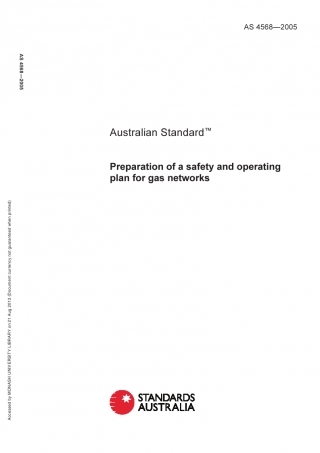 AS 4568—2005
AS 4568—2005
Australian Standard™
Preparation of a safety and operating
plan for gas networks
Accessed by MONASH UNIVERSITY LIBRARY on 21 Aug 2013 (Document currency not guaranteed when printed)
STANDARDS
AUSTRALIA